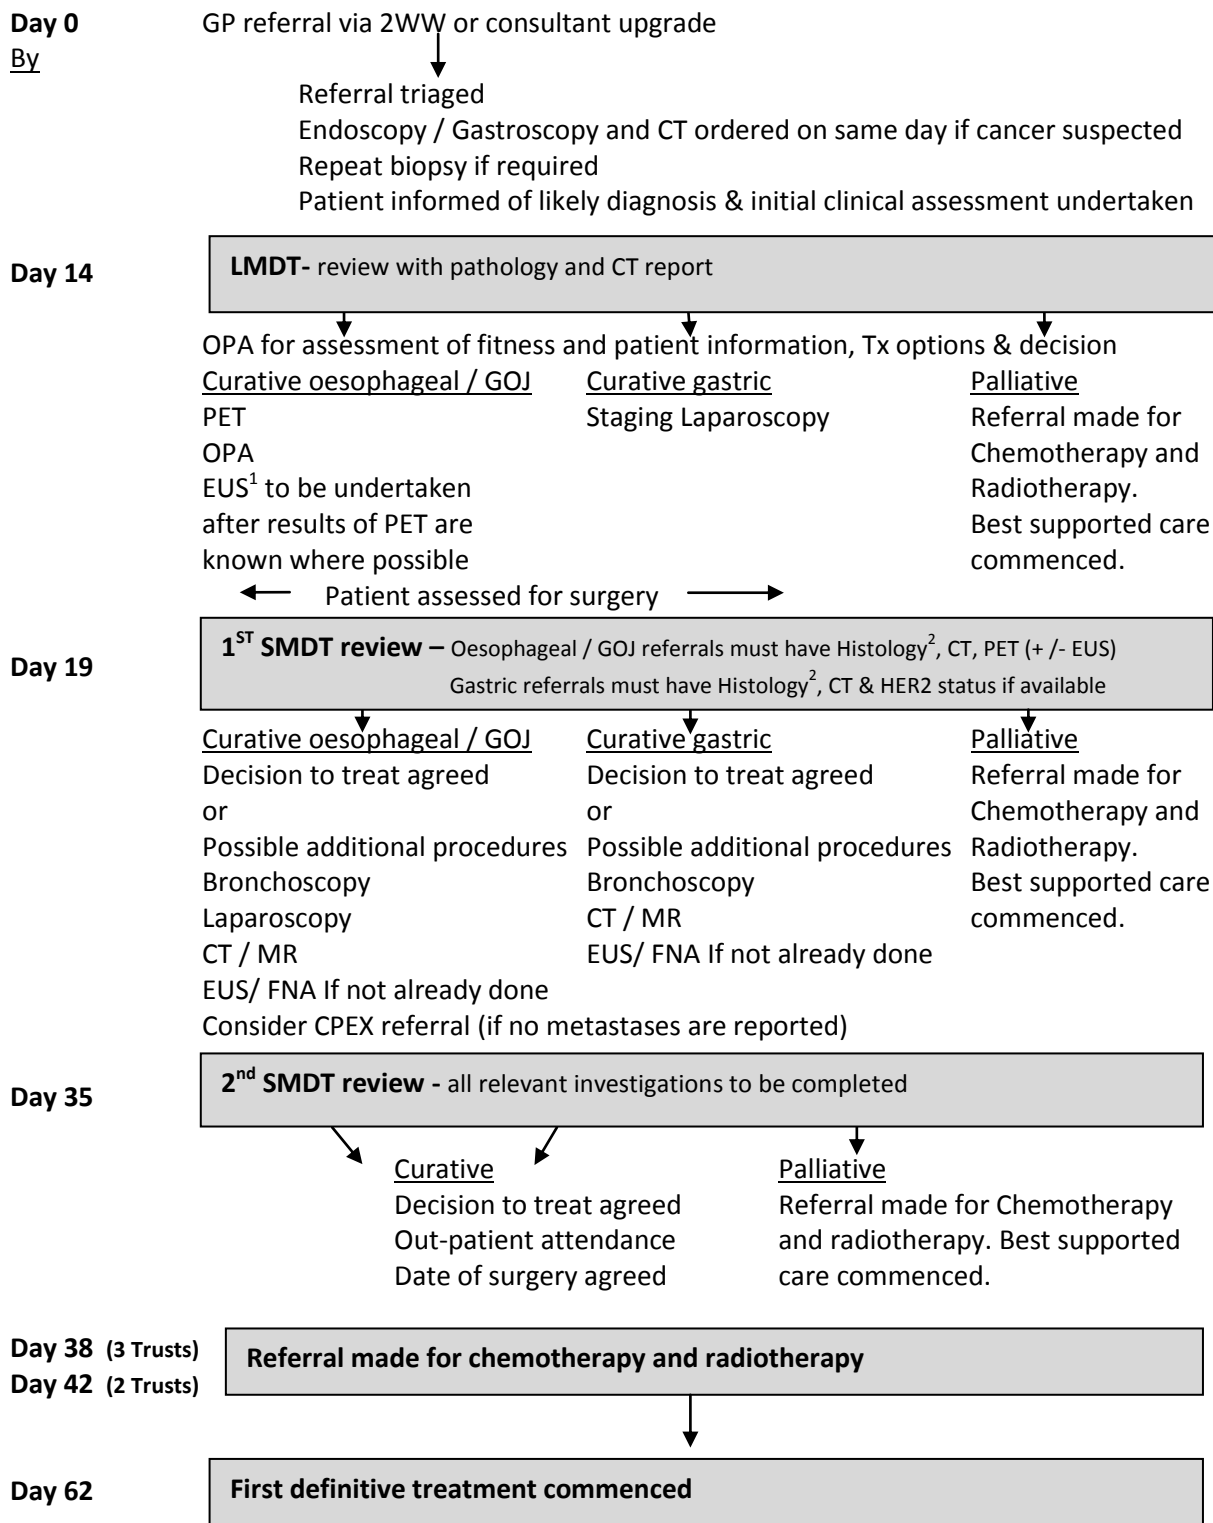 Day 0 GP referral via 2WW or consultant upgrade
By
Referral triaged
Endoscopy / Gastroscopy and CT ordered on same day if cancer suspected
Repeat biopsy if required
Patient informed of likely diagnosis & initial clinical assessment undertaken
Day 14 LMDT- review with pathology and CT report
OPA for assessment of fitness and patient information, Tx options & decision
Curative oesophageal / GOJ Curative gastric Palliative
PET Staging Laparoscopy Referral made for
OPA Chemotherapy and
EUS1 to be undertaken Radiotherapy.
after results of PET are Best supported care
known where possible commenced.
Patient assessed for surgery
Day 19 1ST SMDT review – Oesophageal / GOJ referrals must have Histology2, CT, PET (+ /- EUS)
Gastric referrals must have Histology2, CT & HER2 status if available
Curative oesophageal / GOJ Curative gastric Palliative
Decision to treat agreed Decision to treat agreed Referral made for
or or Chemotherapy and
Possible additional procedures Possible additional procedures Radiotherapy.
Bronchoscopy Bronchoscopy Best supported care
Laparoscopy CT / MR commenced.
CT / MR EUS/ FNA If not already done
EUS/ FNA If not already done
Consider CPEX referral (if no metastases are reported)
Day 35 2nd SMDT review - all relevant investigations to be completed
Curative Palliative
Decision to treat agreed Referral made for Chemotherapy
Out-patient attendance and radiotherapy. Best supported
Date of surgery agreed care commenced.
Day 38 (3 Trusts) Referral made for chemotherapy and radiotherapy
Day 42 (2 Trusts)
Day 62 First definitive treatment commenced